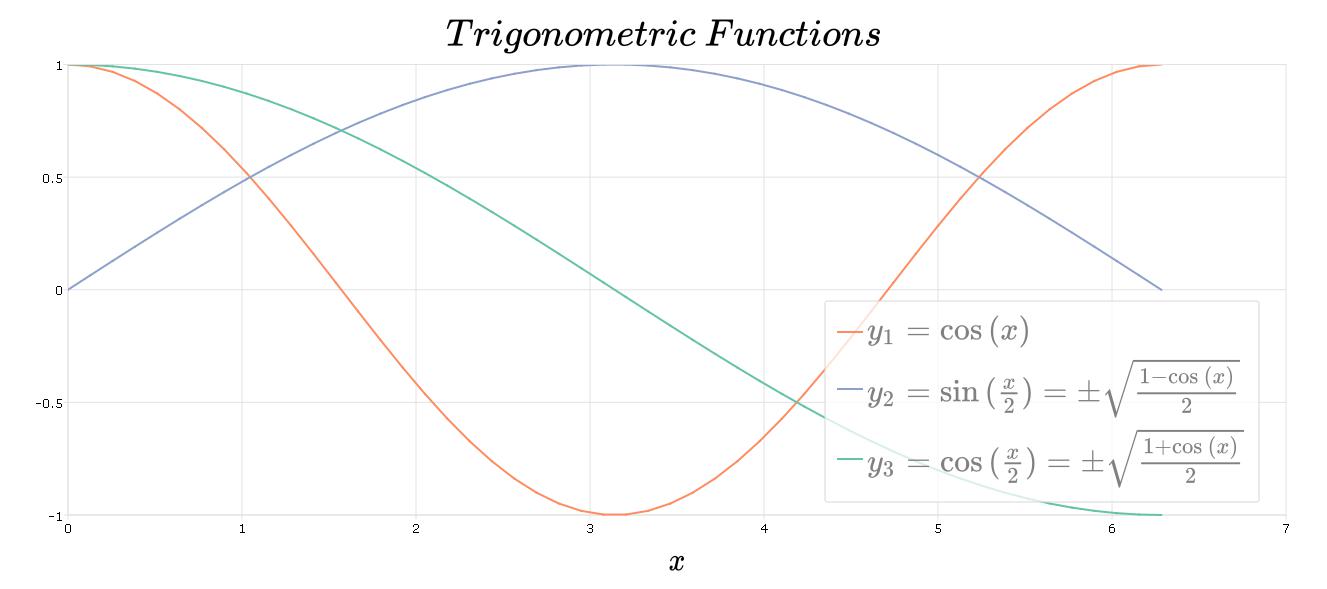 Trigonometric Functions
1
0.5
0
-0.5
-1
y₁ = cos (x)
y₂ = sin (x/2) = ±√((1−cos (x))/2)
y₃ = cos (x/2) = ±√((1+cos (x))/2)
0 1 2 3 4 5 6 7
x